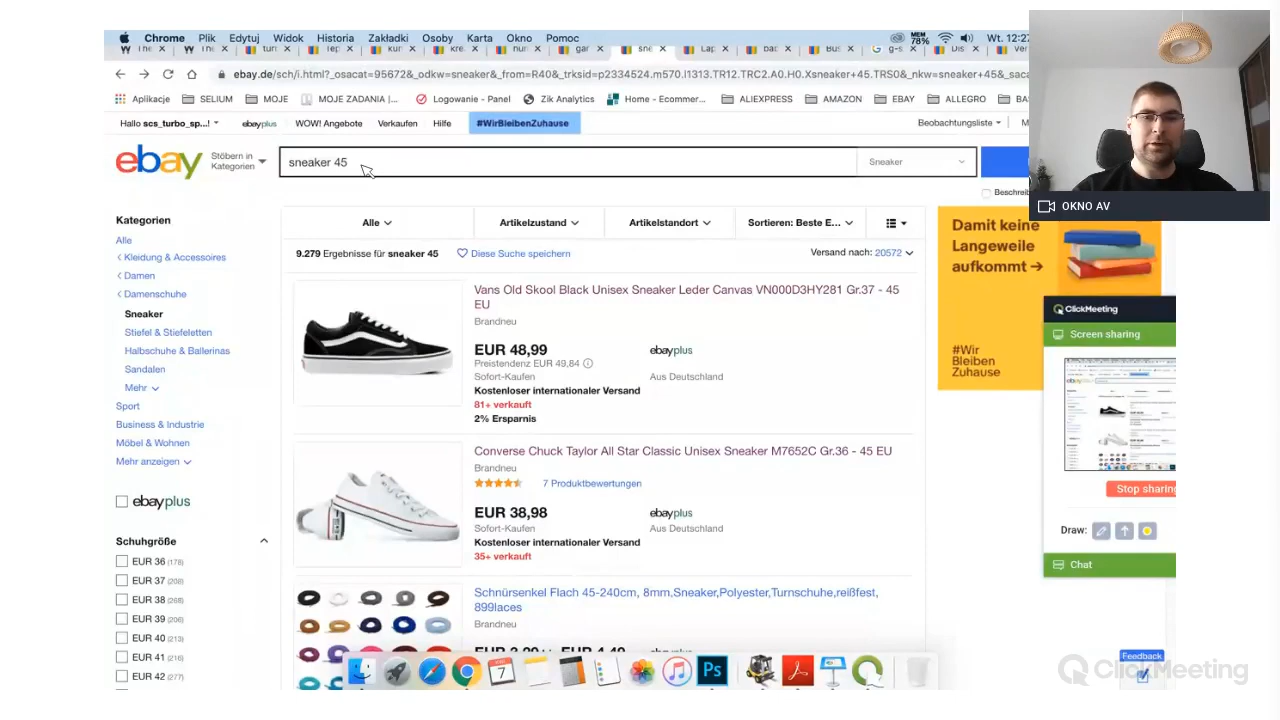 Chrome Plik Edytuj Widok Historia Zakładki Osoby Karta Okno Pomoc
MEM 78% Wt. 12:27
ebay.de/sch/i.html?_osacat=95672&_odkw=sneaker&_from=R40&_trksid=p2334524.m570.l1313.TR12.TRC2.A0.H0.Xsneaker+45.TRS0&_nkw=sneaker+45&_saca
Aplikacje SELIUM MOJE MOJE ZADANIA |... Logowanie - Panel Zik Analytics Home - Ecommer... ALIEXPRESS AMAZON EBAY ALLEGRO
Hallo scs_turbo_sp...! ebayplus WOW! Angebote Verkaufen Hilfe #WirBleibenZuhause Beobachtungsliste
ebay Stöbern in Kategorien
sneaker 45
Sneaker
Beschrei
Kategorien
Alle
Kleidung & Accessoires
Damen
Damenschuhe
Sneaker
Stiefel & Stiefeletten
Halbschuhe & Ballerinas
Sandalen
Mehr
Sport
Business & Industrie
Möbel & Wohnen
Mehr anzeigen
ebayplus
Schuhgröße
EUR 36 (178)
EUR 37 (208)
EUR 38 (268)
EUR 39 (206)
EUR 40 (213)
EUR 41 (216)
EUR 42 (277)
Alle Artikelzustand Artikelstandort Sortieren: Beste E...
9.279 Ergebnisse für sneaker 45 Diese Suche speichern Versand nach: 20572
Vans Old Skool Black Unisex Sneaker Leder Canvas VN000D3HY281 Gr.37 - 45
EU
Brandneu
EUR 48,99 ebayplus
Preistendenz EUR 49,84
Sofort-Kaufen Aus Deutschland
Kostenloser internationaler Versand
81+ verkauft
2% Ersparnis
Converse Chuck Taylor All Star Classic Unisex Sneaker M7652C Gr.36 - 45 EU
Brandneu
7 Produktbewertungen
EUR 38,98 ebayplus
Sofort-Kaufen Aus Deutschland
Kostenloser internationaler Versand
35+ verkauft
Schnürsenkel Flach 45-240cm, 8mm,Sneaker,Polyester,Turnschuhe,reißfest,
899laces
Brandneu
Damit keine
Langeweile
aufkommt
#Wir
Bleiben
Zuhause
OKNO AV
ClickMeeting
Screen sharing
Stop sharing
Draw:
Chat
Feedback
ClickMeeting